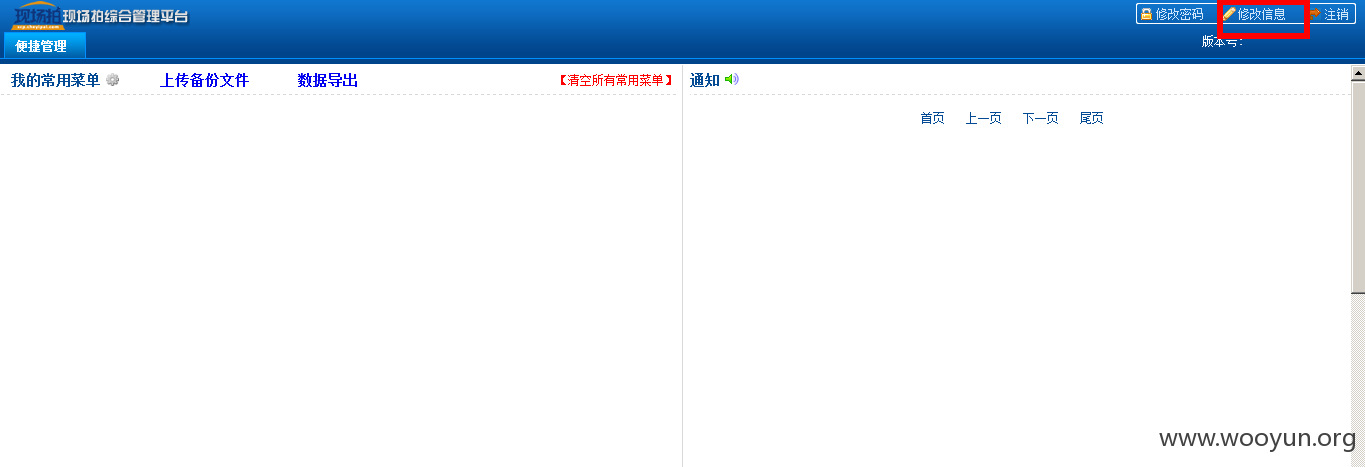 现场拍现场拍综合管理平台
修改密码 修改信息 注销
便捷管理
版本号:
我的常用菜单 上传备份文件 数据导出 【清空所有常用菜单】 通知
首页 上一页 下一页 尾页
www.wooyun.org